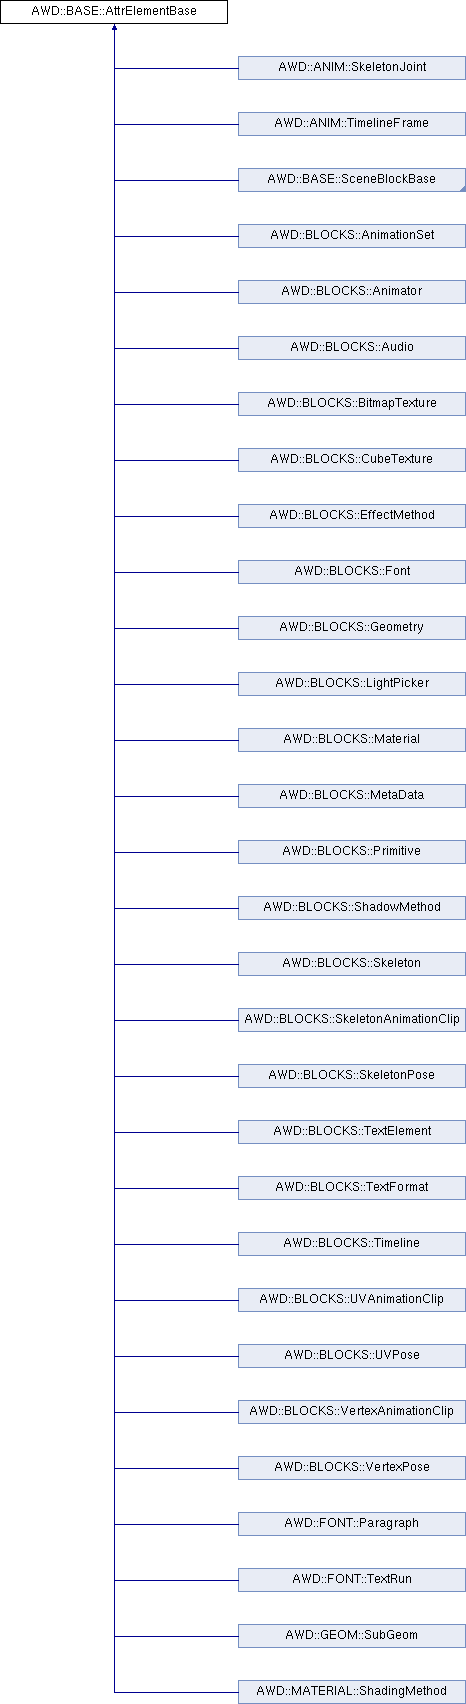 AWD::BASE::AttrElementBase
AWD::ANIM::SkeletonJoint
AWD::ANIM::TimelineFrame
AWD::BASE::SceneBlockBase
AWD::BLOCKS::AnimationSet
AWD::BLOCKS::Animator
AWD::BLOCKS::Audio
AWD::BLOCKS::BitmapTexture
AWD::BLOCKS::CubeTexture
AWD::BLOCKS::EffectMethod
AWD::BLOCKS::Font
AWD::BLOCKS::Geometry
AWD::BLOCKS::LightPicker
AWD::BLOCKS::Material
AWD::BLOCKS::MetaData
AWD::BLOCKS::Primitive
AWD::BLOCKS::ShadowMethod
AWD::BLOCKS::Skeleton
AWD::BLOCKS::SkeletonAnimationClip
AWD::BLOCKS::SkeletonPose
AWD::BLOCKS::TextElement
AWD::BLOCKS::TextFormat
AWD::BLOCKS::Timeline
AWD::BLOCKS::UVAnimationClip
AWD::BLOCKS::UVPose
AWD::BLOCKS::VertexAnimationClip
AWD::BLOCKS::VertexPose
AWD::FONT::Paragraph
AWD::FONT::TextRun
AWD::GEOM::SubGeom
AWD::MATERIAL::ShadingMethod